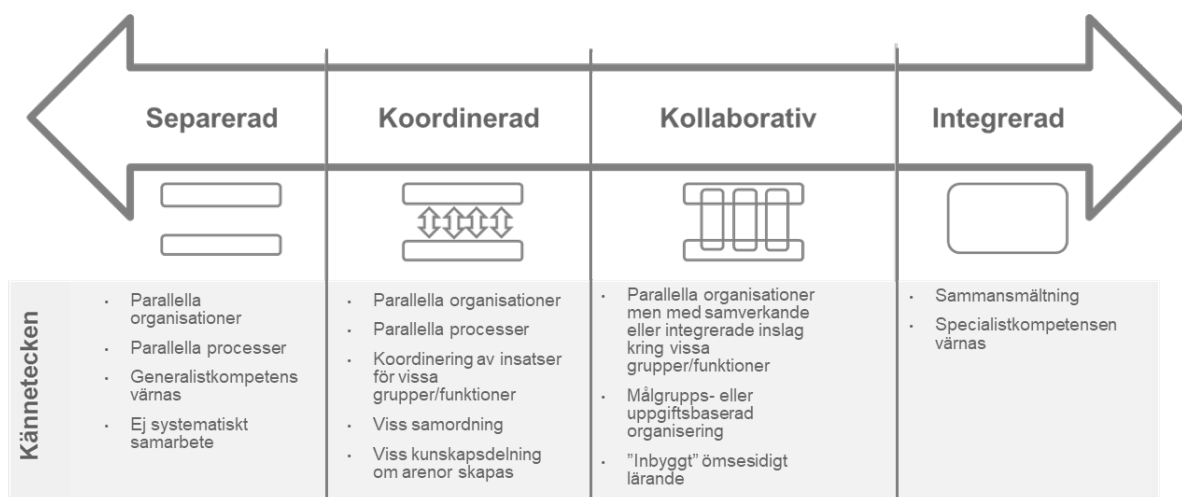 Separerad
Koordinerad
Kollaborativ
Integrerad
Kännetecken
• Parallella
organisationer
• Parallella processer
• Generalistkompetens
värnas
• Ej systematiskt
samarbete
• Parallella organisationer
• Parallella processer
• Koordinering av insatser
för vissa
grupper/funktioner
• Viss samordning
• Viss kunskapsdelning
om arenor skapas
• Parallella organisationer
men med samverkande
eller integrerade inslag
kring vissa
grupper/funktioner
• Målgrupps- eller
uppgiftsbaserad
organisering
• ”Inbyggt” ömsesidigt
lärande
• Sammansmältning
• Specialistkompetensen
värnas